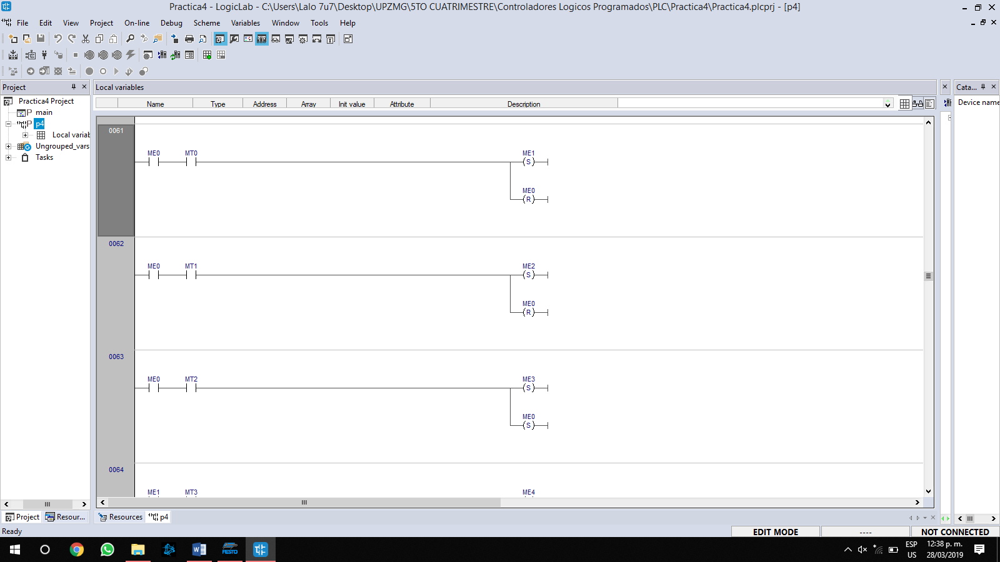 Practica4 - LogicLab - C:\Users\Lalo 7u7\Desktop\UPZMG\5TO CUATRIMESTRE\Controladores Logicos Programados\PLC\Practica4\Practica4.plcprj - [p4]
File Edit View Project On-line Debug Scheme Variables Window Tools Help
Project
Local variables
Cata...
Practica4 Project
main
p4
Local variab
Ungrouped_vars
Tasks
Name Type Address Array Init value Attribute Description
Device name
0061
ME0 MT0 ME1
(S)
ME0
(R)
0062
ME0 MT1 ME2
(S)
ME0
(R)
0063
ME0 MT2 ME3
(S)
ME0
(S)
0064
ME1 MT3 ME4
Project Resour... Resources p4
Ready
EDIT MODE ---- NOT CONNECTED
FESTO
ESP
US
12:38 p. m.
28/03/2019